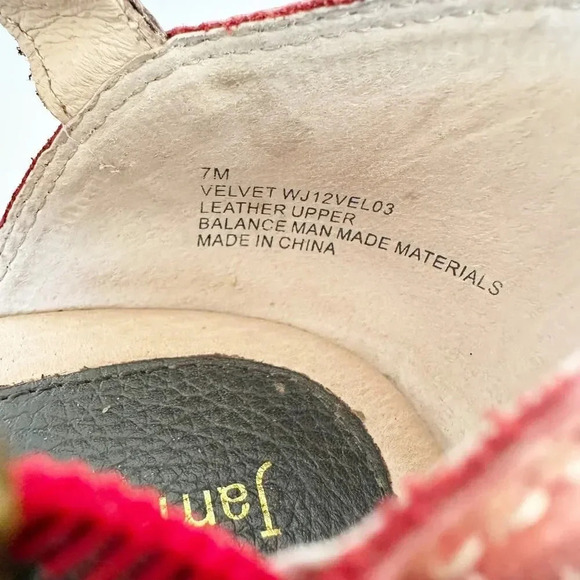 7M
VELVET WJ12VEL03
LEATHER UPPER
BALANCE MAN MADE MATERIALS
MADE IN CHINA